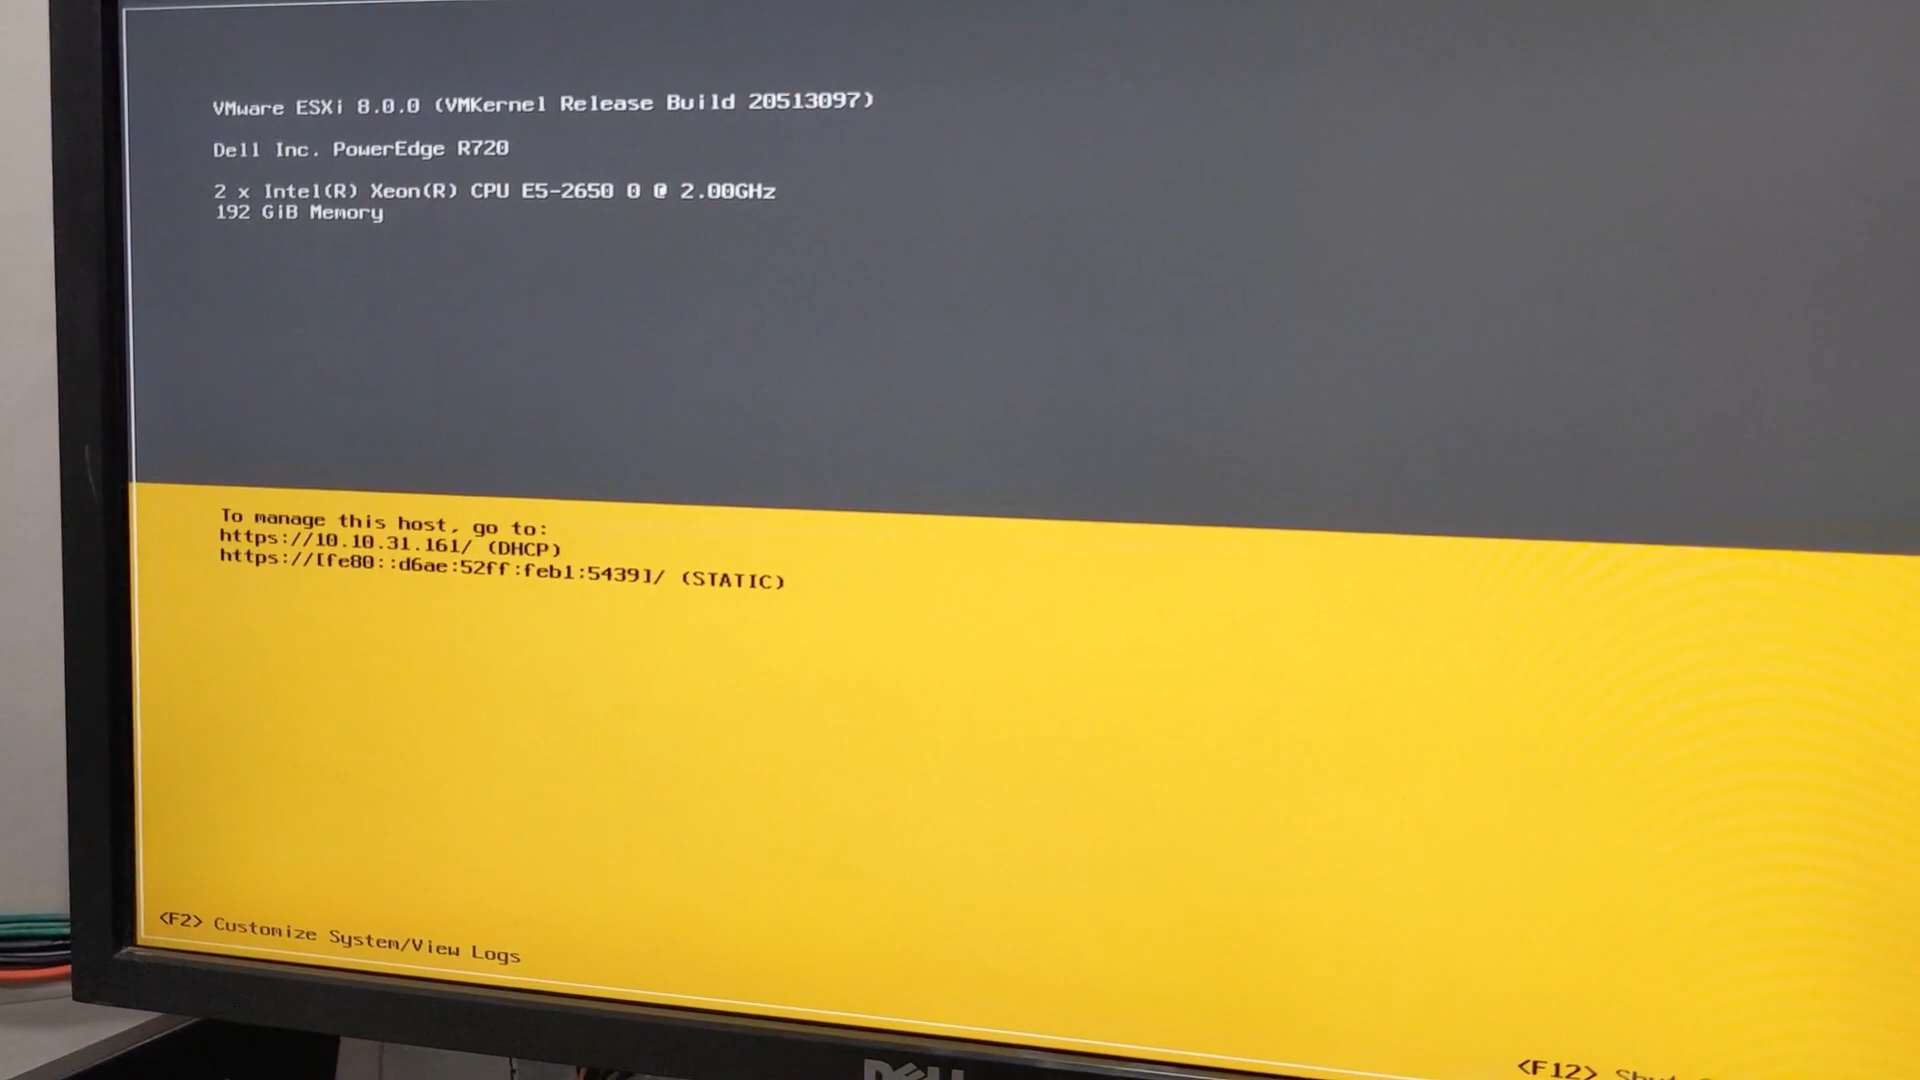 VMware ESXi 8.0.0 (VMKernel Release Build 20513097)
Dell Inc. PowerEdge R720
2 x Intel(R) Xeon(R) CPU E5-2650 0 @ 2.00GHz
192 GiB Memory
To manage this host, go to:
https://10.10.31.161/ (DHCP)
https://[fe80::d6ae:52ff:feb1:5439]/ (STATIC)
<F2> Customize System/View Logs
<F12>
DELL